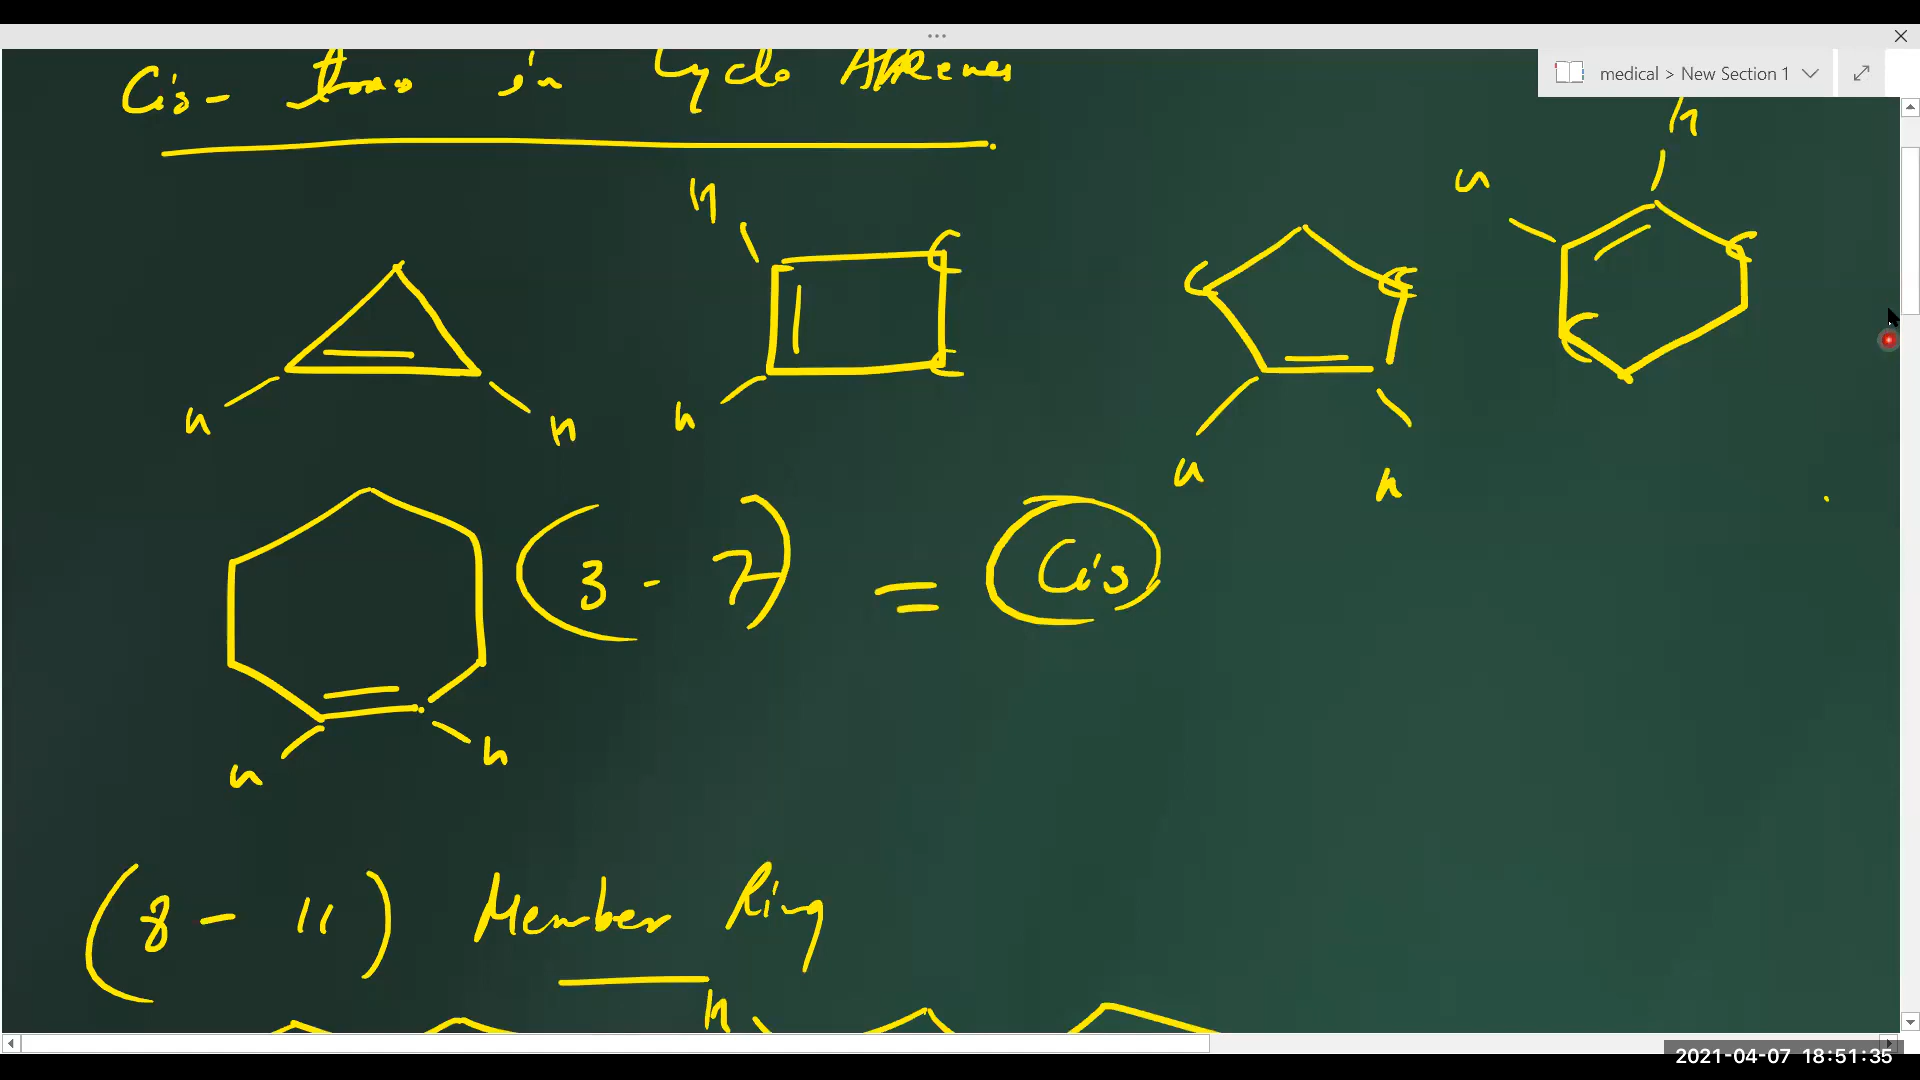 medical > New Section 1
Cis- trans in Cyclo Alkenes
H
H
H
H
H
H
H
H
H
C
C
C
C
C
C
(3 - 7) = Cis
H
H
(8 - 11) Member Ring
H
2021-04-07 18:51:35